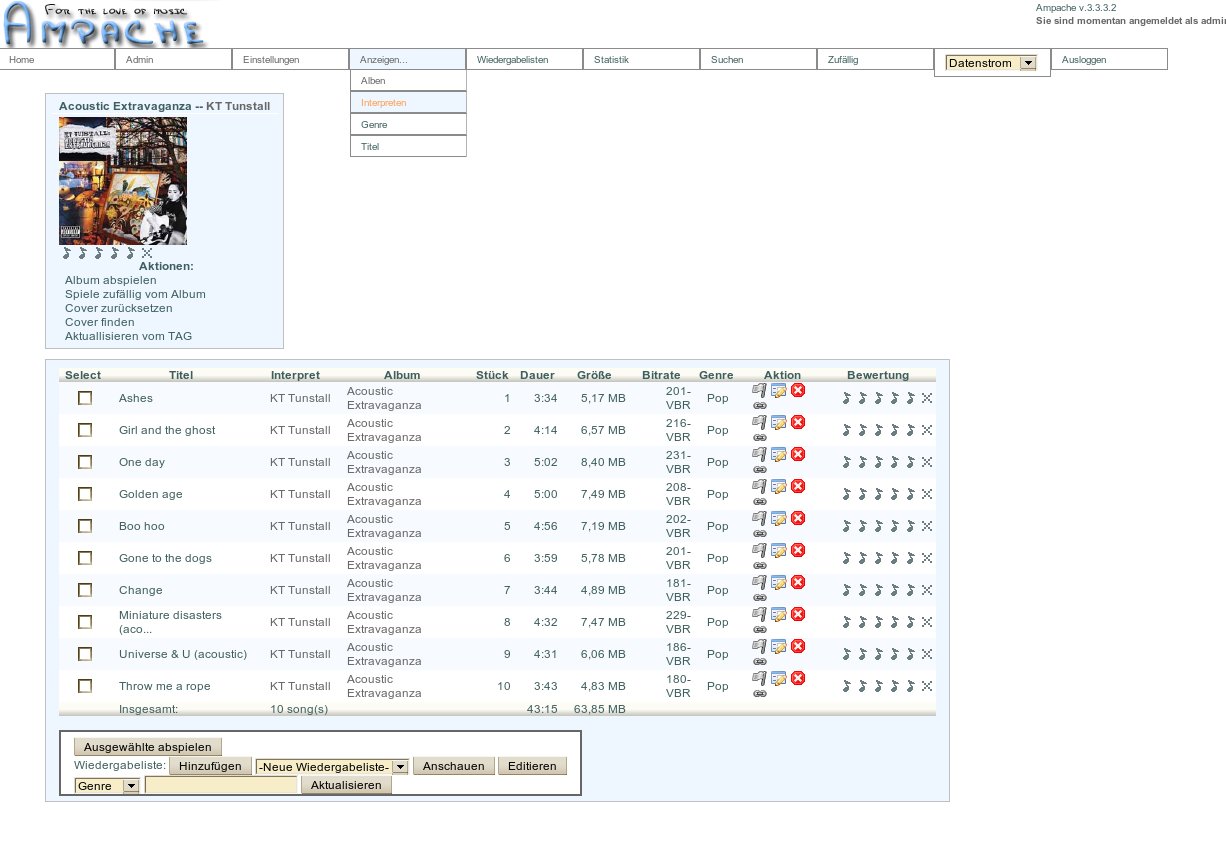 FOR THE LOVE OF MUSIC
AMPACHE
Ampache v.3.3.3.2
Sie sind momentan angemeldet als admi
Home Admin Einstellungen Anzeigen... Wiedergabelisten Statistik Suchen Zufällig Datenstrom Ausloggen
Alben
Interpreten
Genre
Titel
Acoustic Extravaganza -- KT Tunstall
KT TUNSTALL'S
ACOUSTIC
EXTRAVAGANZA
Aktionen:
Album abspielen
Spiele zufällig vom Album
Cover zurücksetzen
Cover finden
Aktuallisieren vom TAG
Select Titel Interpret Album Stück Dauer Größe Bitrate Genre Aktion Bewertung
Ashes KT Tunstall Acoustic Extravaganza 1 3:34 5,17 MB 201-VBR Pop
Girl and the ghost KT Tunstall Acoustic Extravaganza 2 4:14 6,57 MB 216-VBR Pop
One day KT Tunstall Acoustic Extravaganza 3 5:02 8,40 MB 231-VBR Pop
Golden age KT Tunstall Acoustic Extravaganza 4 5:00 7,49 MB 208-VBR Pop
Boo hoo KT Tunstall Acoustic Extravaganza 5 4:56 7,19 MB 202-VBR Pop
Gone to the dogs KT Tunstall Acoustic Extravaganza 6 3:59 5,78 MB 201-VBR Pop
Change KT Tunstall Acoustic Extravaganza 7 3:44 4,89 MB 181-VBR Pop
Miniature disasters (aco... KT Tunstall Acoustic Extravaganza 8 4:32 7,47 MB 229-VBR Pop
Universe & U (acoustic) KT Tunstall Acoustic Extravaganza 9 4:31 6,06 MB 186-VBR Pop
Throw me a rope KT Tunstall Acoustic Extravaganza 10 3:43 4,83 MB 180-VBR Pop
Insgesamt: 10 song(s) 43:15 63,85 MB
Ausgewählte abspielen
Wiedergabeliste: Hinzufügen -Neue Wiedergabeliste- Anschauen Editieren
Genre Aktualisieren